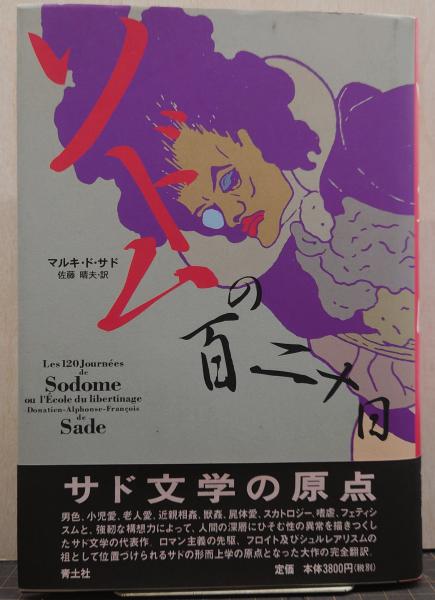 ソドム
の百二十日
マルキ・ド・サド
佐藤 晴夫・訳
Les 120 Journées
de
Sodome
ou l'École du libertinage
Donatien-Alphonse-François
de
Sade
サド文学の原点
男色、小児愛、老人愛、近親相姦、獣姦、屍体愛、スカトロジー、嗜虐、フェティシ
スムと、強靭な構想力によって、人間の深層にひそむ性の異常を描きつくし
たサド文学の代表作。ロマン主義の先駆、フロイト及びシュルレアリスムの
祖として位置づけられるサドの形而上学の原点となった大作の完全翻訳。
青土社
定価 本体3800円(税別)